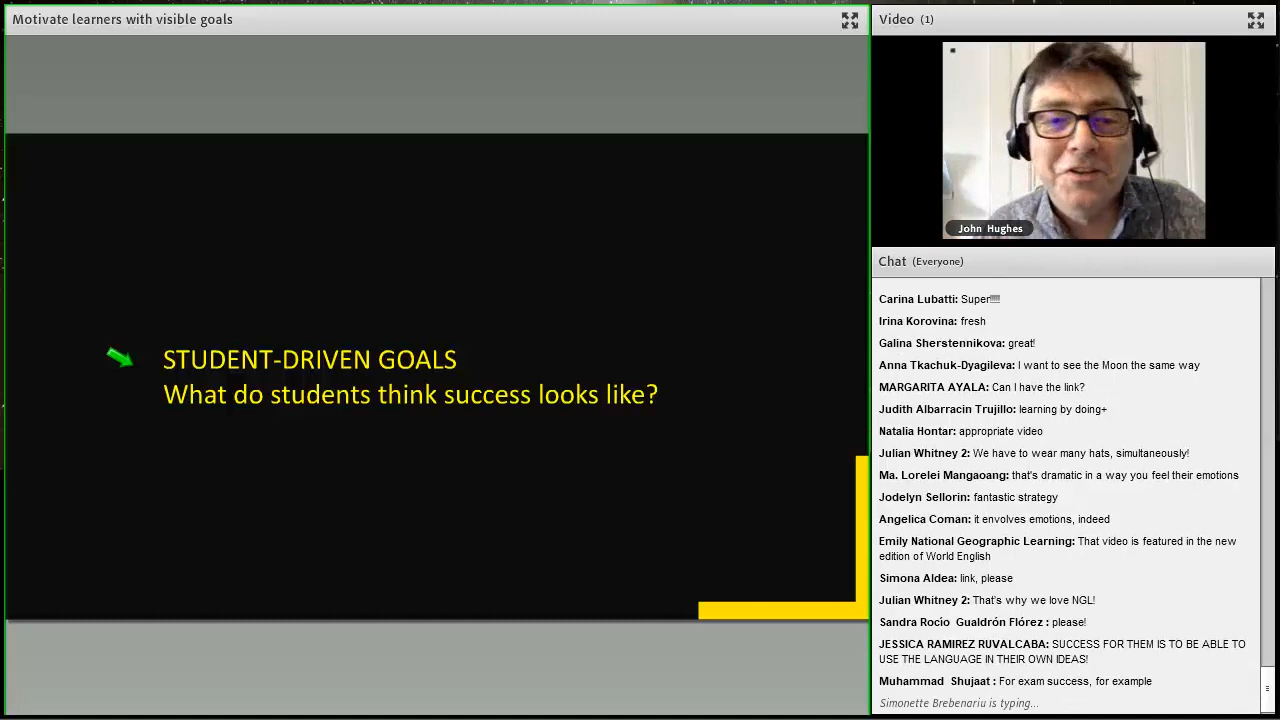 Motivate learners with visible goals
STUDENT-DRIVEN GOALS
What do students think success looks like?
Video (1)
John Hughes
Chat (Everyone)
Carina Lubatti: Super!!!!
Irina Korovina: fresh
Galina Sherstennikova: great!
Anna Tkachuk-Dyagileva: I want to see the Moon the same way
MARGARITA AYALA: Can I have the link?
Judith Albarracin Trujillo: learning by doing+
Natalia Hontar: appropriate video
Julian Whitney 2: We have to wear many hats, simultaneously!
Ma. Lorelei Mangaoang: that's dramatic in a way you feel their emotions
Jodelyn Sellorin: fantastic strategy
Angelica Coman: it envolves emotions, indeed
Emily National Geographic Learning: That video is featured in the new
edition of World English
Simona Aldea: link, please
Julian Whitney 2: That's why we love NGL!
Sandra Rocío Gualdrón Flórez : please!
JESSICA RAMIREZ RUVALCABA: SUCCESS FOR THEM IS TO BE ABLE TO
USE THE LANGUAGE IN THEIR OWN IDEAS!
Muhammad Shujaat : For exam success, for example
Simonette Brebenariu is typing...